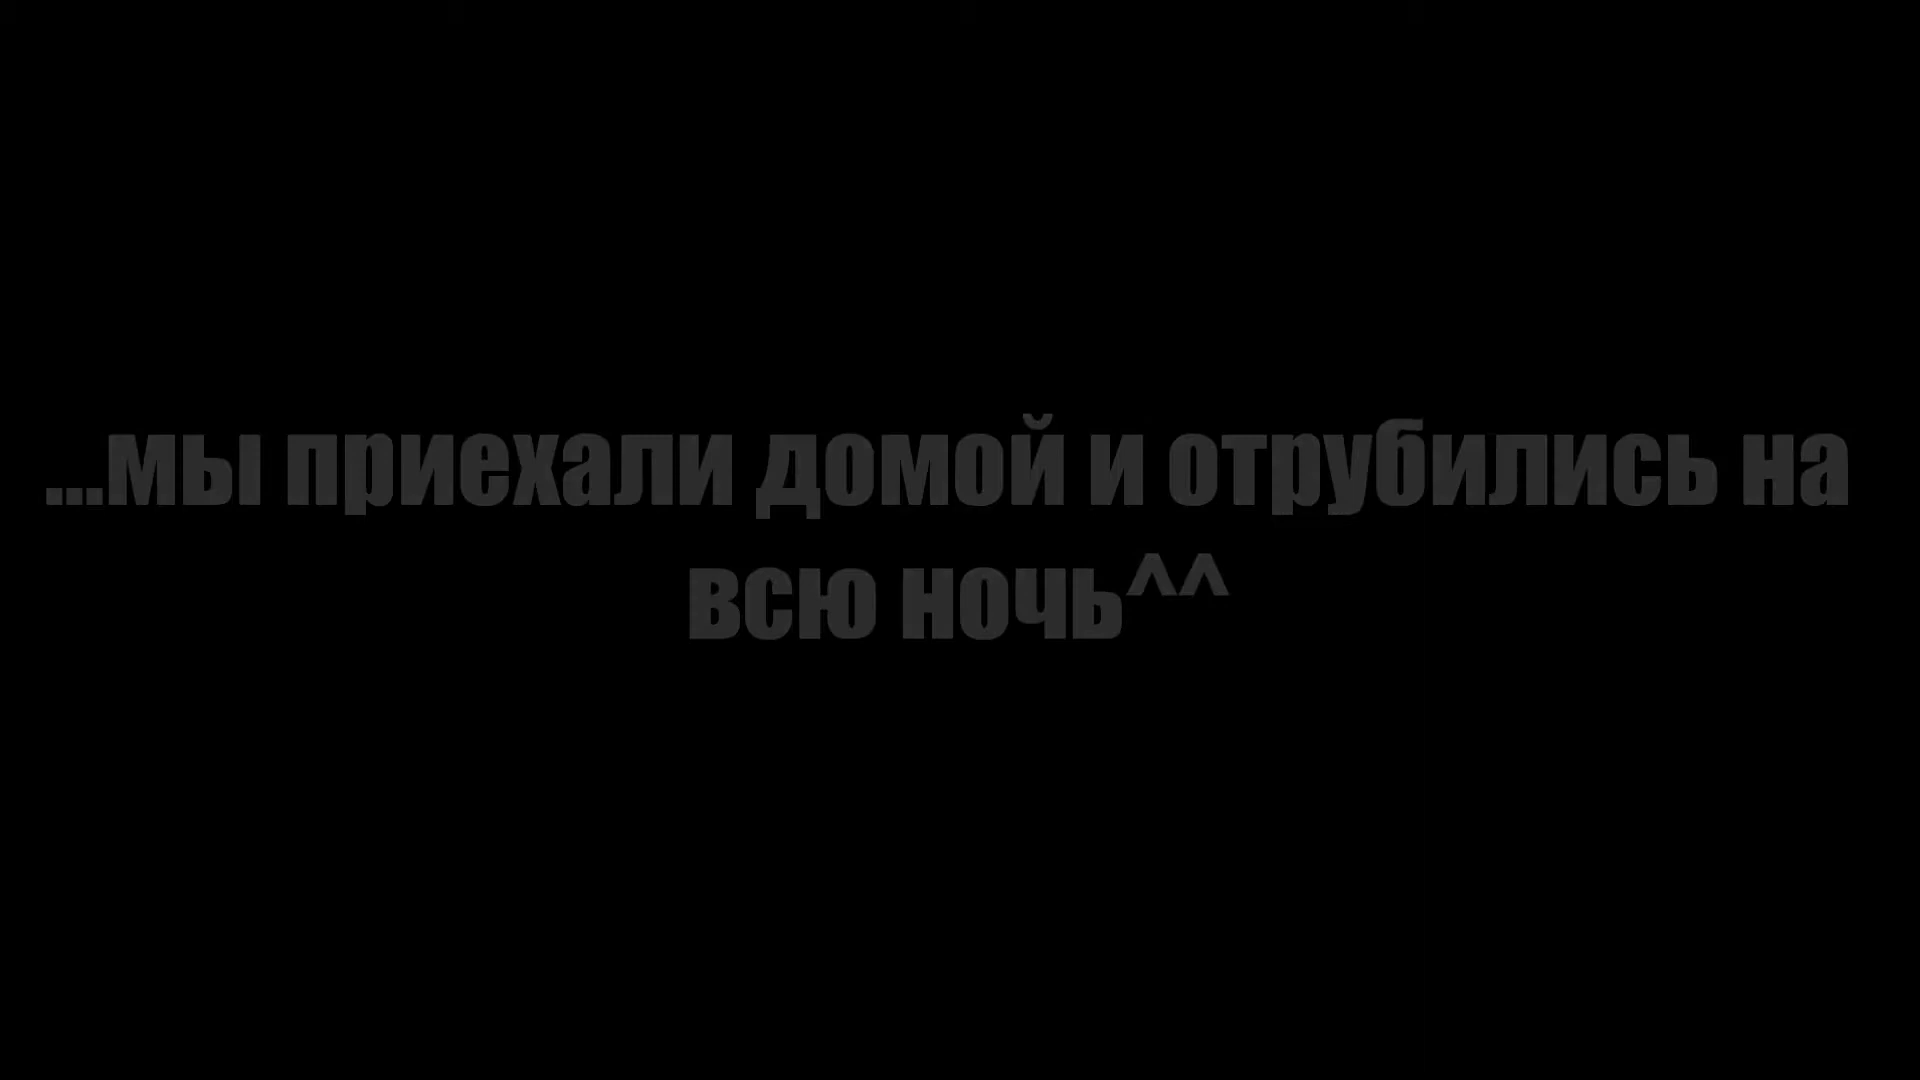 ...мы приехали домой и отрубились на
всю ночь^^